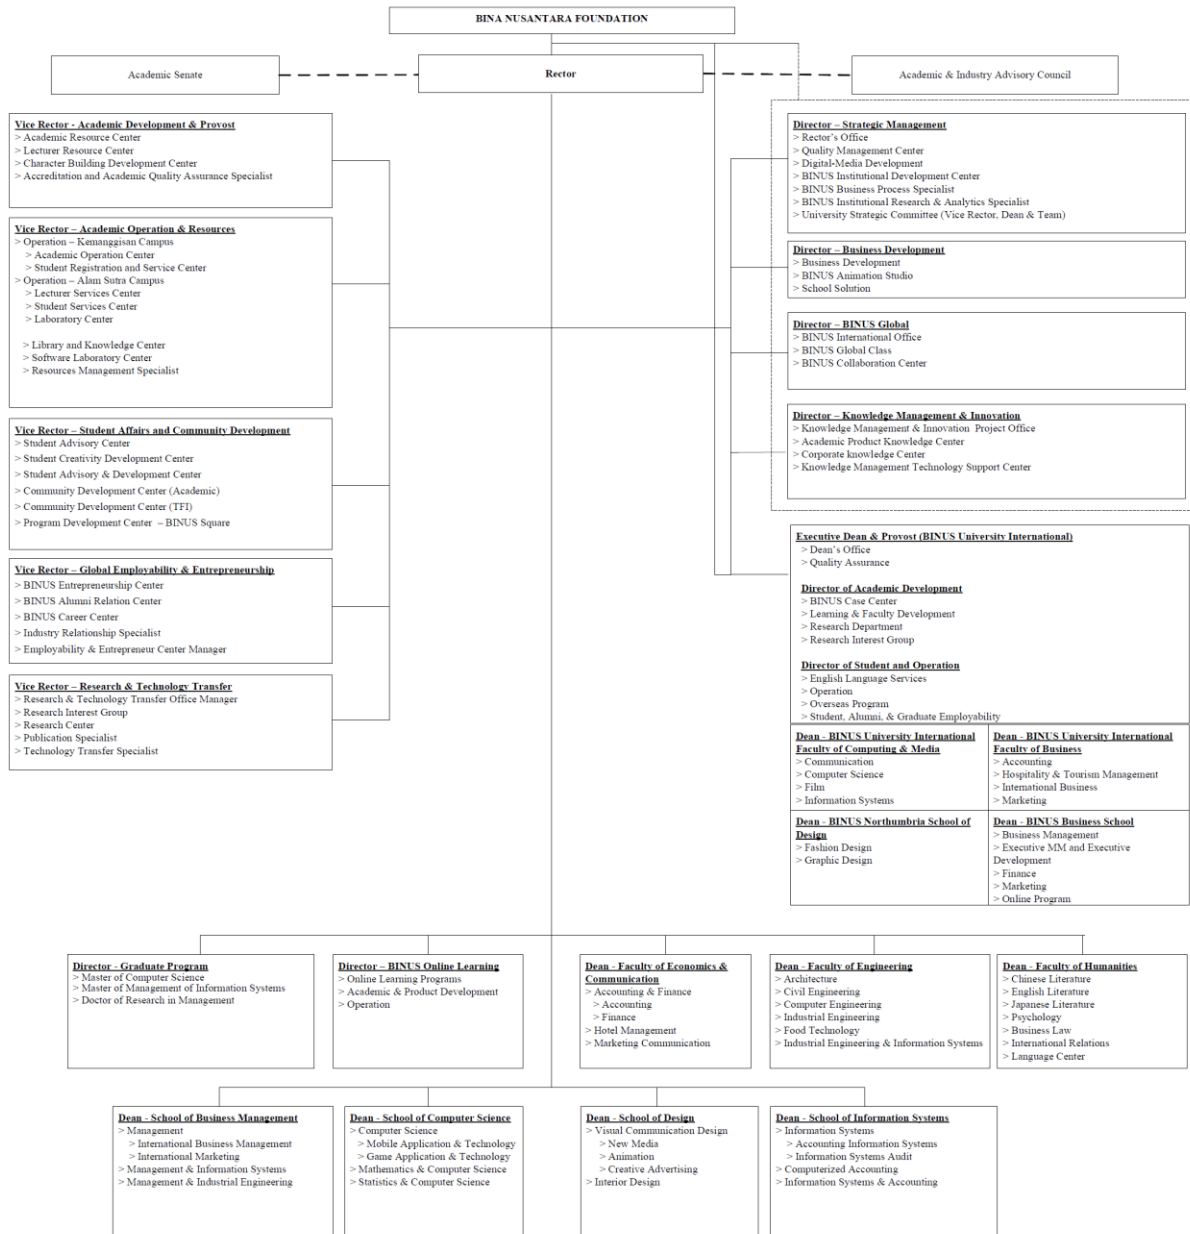 BINA NUSANTARA FOUNDATION
Academic Senate
Rector
Academic & Industry Advisory Council
Vice Rector - Academic Development & Provost
> Academic Resource Center
> Lecturer Resource Center
> Character Building Development Center
> Accreditation and Academic Quality Assurance Specialist
Vice Rector – Academic Operation & Resources
> Operation – Kemanggisan Campus
> Academic Operation Center
> Student Registration and Service Center
> Operation – Alam Sutra Campus
> Lecturer Services Center
> Student Services Center
> Laboratory Center
> Library and Knowledge Center
> Software Laboratory Center
> Resources Management Specialist
Vice Rector – Student Affairs and Community Development
> Student Advisory Center
> Student Creativity Development Center
> Student Advisory & Development Center
> Community Development Center (Academic)
> Community Development Center (TFI)
> Program Development Center – BINUS Square
Vice Rector – Global Employability & Entrepreneurship
> BINUS Entrepreneurship Center
> BINUS Alumni Relation Center
> BINUS Career Center
> Industry Relationship Specialist
> Employability & Entrepreneur Center Manager
Vice Rector – Research & Technology Transfer
> Research & Technology Transfer Office Manager
> Research Interest Group
> Research Center
> Publication Specialist
> Technology Transfer Specialist
Director – Strategic Management
> Rector's Office
> Quality Management Center
> Digital-Media Development
> BINUS Institutional Development Center
> BINUS Business Process Specialist
> BINUS Institutional Research & Analytics Specialist
> University Strategic Committee (Vice Rector, Dean & Team)
Director – Business Development
> Business Development
> BINUS Animation Studio
> School Solution
Director – BINUS Global
> BINUS International Office
> BINUS Global Class
> BINUS Collaboration Center
Director – Knowledge Management & Innovation
> Knowledge Management & Innovation Project Office
> Academic Product Knowledge Center
> Corporate knowledge Center
> Knowledge Management Technology Support Center
Executive Dean & Provost (BINUS University International)
> Dean's Office
> Quality Assurance
Director of Academic Development
> BINUS Case Center
> Learning & Faculty Development
> Research Department
> Research Interest Group
Director of Student and Operation
> English Language Services
> Operation
> Overseas Program
> Student, Alumni, & Graduate Employability
Dean - BINUS University International
Faculty of Computing & Media
> Communication
> Computer Science
> Film
> Information Systems
Dean - BINUS University International
Faculty of Business
> Accounting
> Hospitality & Tourism Management
> International Business
> Marketing
Dean - BINUS Northumbria School of
Design
> Fashion Design
> Graphic Design
Dean - BINUS Business School
> Business Management
> Executive MM and Executive
Development
> Finance
> Marketing
> Online Program
Director - Graduate Program
> Master of Computer Science
> Master of Management of Information Systems
> Doctor of Research in Management
Director – BINUS Online Learning
> Online Learning Programs
> Academic & Product Development
> Operation
Dean - Faculty of Economics &
Communication
> Accounting & Finance
> Accounting
> Finance
> Hotel Management
> Marketing Communication
Dean - Faculty of Engineering
> Architecture
> Civil Engineering
> Computer Engineering
> Industrial Engineering
> Food Technology
> Industrial Engineering & Information Systems
Dean - Faculty of Humanities
> Chinese Literature
> English Literature
> Japanese Literature
> Psychology
> Business Law
> International Relations
> Language Center
Dean - School of Business Management
> Management
> International Business Management
> International Marketing
> Management & Information Systems
> Management & Industrial Engineering
Dean - School of Computer Science
> Computer Science
> Mobile Application & Technology
> Game Application & Technology
> Mathematics & Computer Science
> Statistics & Computer Science
Dean - School of Design
> Visual Communication Design
> New Media
> Animation
> Creative Advertising
> Interior Design
Dean - School of Information Systems
> Information Systems
> Accounting Information Systems
> Information Systems Audit
> Computerized Accounting
> Information Systems & Accounting